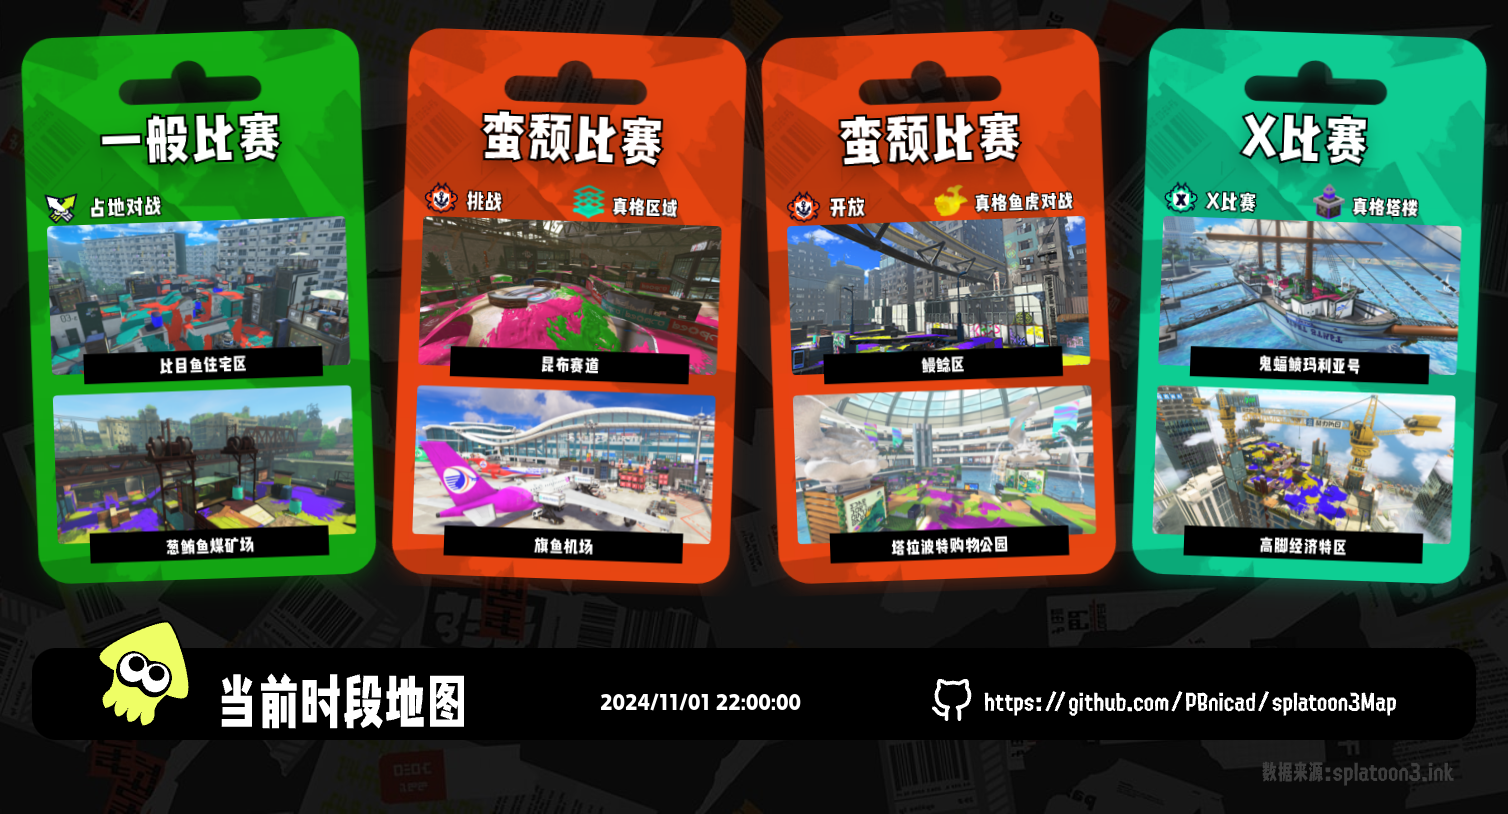 一般比赛
占地对战
比目鱼住宅区
葱鲔鱼煤矿场
蛮颓比赛
挑战
真格区域
昆布赛道
旗鱼机场
蛮颓比赛
开放
真格鱼虎对战
鳗鲶区
塔拉波特购物公园
X比赛
X比赛
真格塔楼
鬼蝠鲼玛利亚号
高脚经济特区
当前时段地图
2024/11/01 22:00:00
https://github.com/PBnicad/splatoon3Map
数据来源:splatoon3.ink